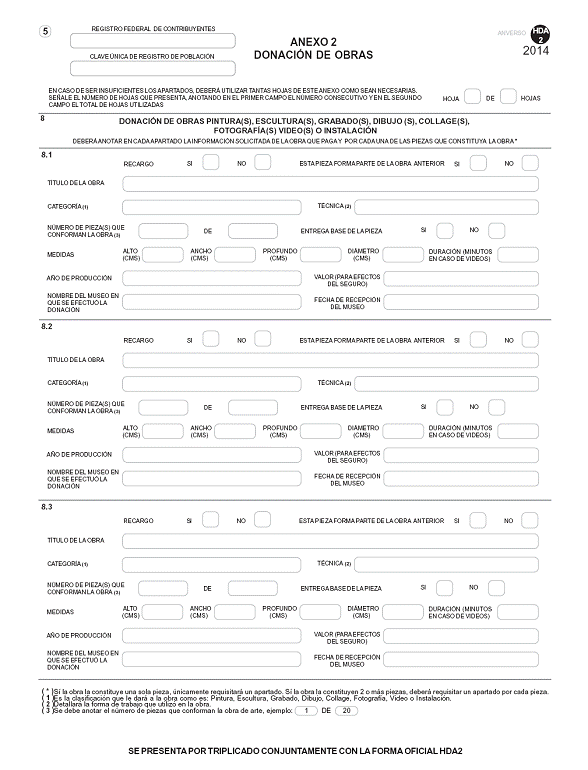 5
REGISTRO FEDERAL DE CONTRIBUYENTES
CLAVE ÚNICA DE REGISTRO DE POBLACIÓN
ANEXO 2
DONACIÓN DE OBRAS
ANVERSO
HDA
2
2014
EN CASO DE SER INSUFICIENTES LOS APARTADOS, DEBERÁ UTILIZAR TANTAS HOJAS DE ESTE ANEXO COMO SEAN NECESARIAS.
SEÑALE EL NÚMERO DE HOJAS QUE PRESENTA, ANOTANDO EN EL PRIMER CAMPO EL NÚMERO CONSECUTIVO Y EN EL SEGUNDO
CAMPO EL TOTAL DE HOJAS UTILIZADAS
HOJA DE HOJAS
8
DONACIÓN DE OBRAS PINTURA(S), ESCULTURA(S), GRABADO(S), DIBUJO (S), COLLAGE(S),
FOTOGRAFÍA(S) VIDEO(S) O INSTALACIÓN
DEBERÁ ANOTAR EN CADA APARTADO LA INFORMACIÓN SOLICITADA DE LA OBRA QUE PAGA Y POR CADA UNA DE LAS PIEZAS QUE CONSTITUYA LA OBRA*
8.1
RECARGO SI NO ESTA PIEZA FORMA PARTE DE LA OBRA ANTERIOR SI NO
TITULO DE LA OBRA
CATEGORÍA (1) TECNICA (2)
NÚMERO DE PIEZA(S) QUE
CONFORMAN LA OBRA (3) DE ENTREGA BASE DE LA PIEZA SI NO
MEDIDAS ALTO (CMS) ANCHO (CMS) PROFUNDO (CMS) DIÁMETRO (CMS) DURACIÓN (MINUTOS EN CASO DE VIDEOS)
AÑO DE PRODUCCIÓN VALOR (PARA EFECTOS DEL SEGURO)
NOMBRE DEL MUSEO EN
QUE SE EFECTUÓ LA
DONACIÓN
FECHA DE RECEPCIÓN
DEL MUSEO
8.2
RECARGO SI NO ESTA PIEZA FORMA PARTE DE LA OBRA ANTERIOR SI NO
TITULO DE LA OBRA
CATEGORÍA (1) TÉCNICA (2)
NÚMERO DE PIEZA(S) QUE
CONFORMAN LA OBRA (3) DE ENTREGA BASE DE LA PIEZA SI NO
MEDIDAS ALTO (CMS) ANCHO (CMS) PROFUNDO (CMS) DIÁMETRO (CMS) DURACIÓN (MINUTOS EN CASO DE VIDEOS)
AÑO DE PRODUCCIÓN VALOR (PARA EFECTOS DEL SEGURO)
NOMBRE DEL MUSEO EN
QUE SE EFECTUÓ LA
DONACIÓN
FECHA DE RECEPCIÓN
DEL MUSEO
8.3
RECARGO SI NO ESTA PIEZA FORMA PARTE DE LA OBRA ANTERIOR SI NO
TÍTULO DE LA OBRA
CATEGORÍA (1) TÉCNICA (2)
NÚMERO DE PIEZA(S) QUE
CONFORMAN LA OBRA (3) DE ENTREGA BASE DE LA PIEZA SI NO
MEDIDAS ALTO (CMS) ANCHO (CMS) PROFUNDO (CMS) DIÁMETRO (CMS) DURACIÓN (MINUTOS EN CASO DE VIDEOS)
AÑO DE PRODUCCIÓN VALOR (PARA EFECTOS DEL SEGURO)
NOMBRE DEL MUSEO EN
QUE SE EFECTUÓ LA
DONACIÓN
FECHA DE RECEPCIÓN
DEL MUSEO
( * ) Sí la obra la constituye una sola pieza, únicamente requisitará un apartado. Sí la obra la constituyen 2 o más piezas, deberá requisitar un apartado por cada pieza.
( 1 ) Es la clasificación que le dará a la obra como es: Pintura, Escultura, Grabado, Dibujo, Collage, Fotografía, Video o Instalación.
( 2 ) Detallará la forma de trabajo que utilizó en la obra.
( 3 ) Se debe anotar el número de piezas que conforman la obra de arte, ejemplo: 1 DE 20
SE PRESENTA POR TRIPLICADO CONJUNTAMENTE CON LA FORMA OFICIAL HDA2